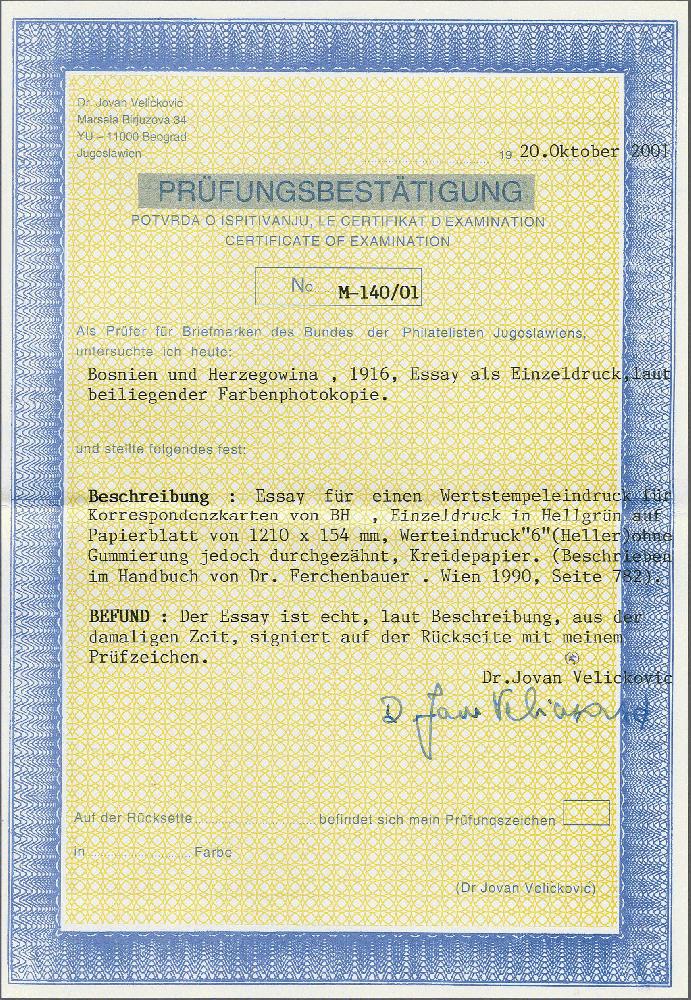 Dr. Jovan Veličković
Maršala Birjuzova 34
YU – 11000 Beograd
Jugoslawien
19 20.Oktober 2001
PRÜFUNGSBESTÄTIGUNG
POTVRDA O ISPITIVANJU, LE CERTIFIKAT D'EXAMINATION
CERTIFICATE OF EXAMINATION
No M-140/01
Als Prüfer für Briefmarken des Bundes der Philatelisten Jugoslawiens,
untersuchte ich heute:
Bosnien und Herzegowina , 1916, Essay als Einzeldruck,laut
beiliegender Farbenphotokopie.
und stellte folgendes fest:
Beschreibung : Essay für einen Wertstempeleindruck für
Korrespondenzkarten von BH , Einzeldruck in Hellgrün auf
Papierblatt von 1210 x 154 mm, Werteindruck"6"(Heller)ohne
Gummierung jedoch durchgezähnt, Kreidepapier. (Beschrieben
im Handbuch von Dr. Ferchenbauer . Wien 1990, Seite 782).
BEFUND : Der Essay ist echt, laut Beschreibung, aus der
damaligen Zeit, signiert auf der Rückseite mit meinem
Prüfzeichen.
Dr.Jovan Velickovic
Auf der Rücksette befindet sich mein Prüfungszeichen
in Farbe
(Dr Jovan Veličković)